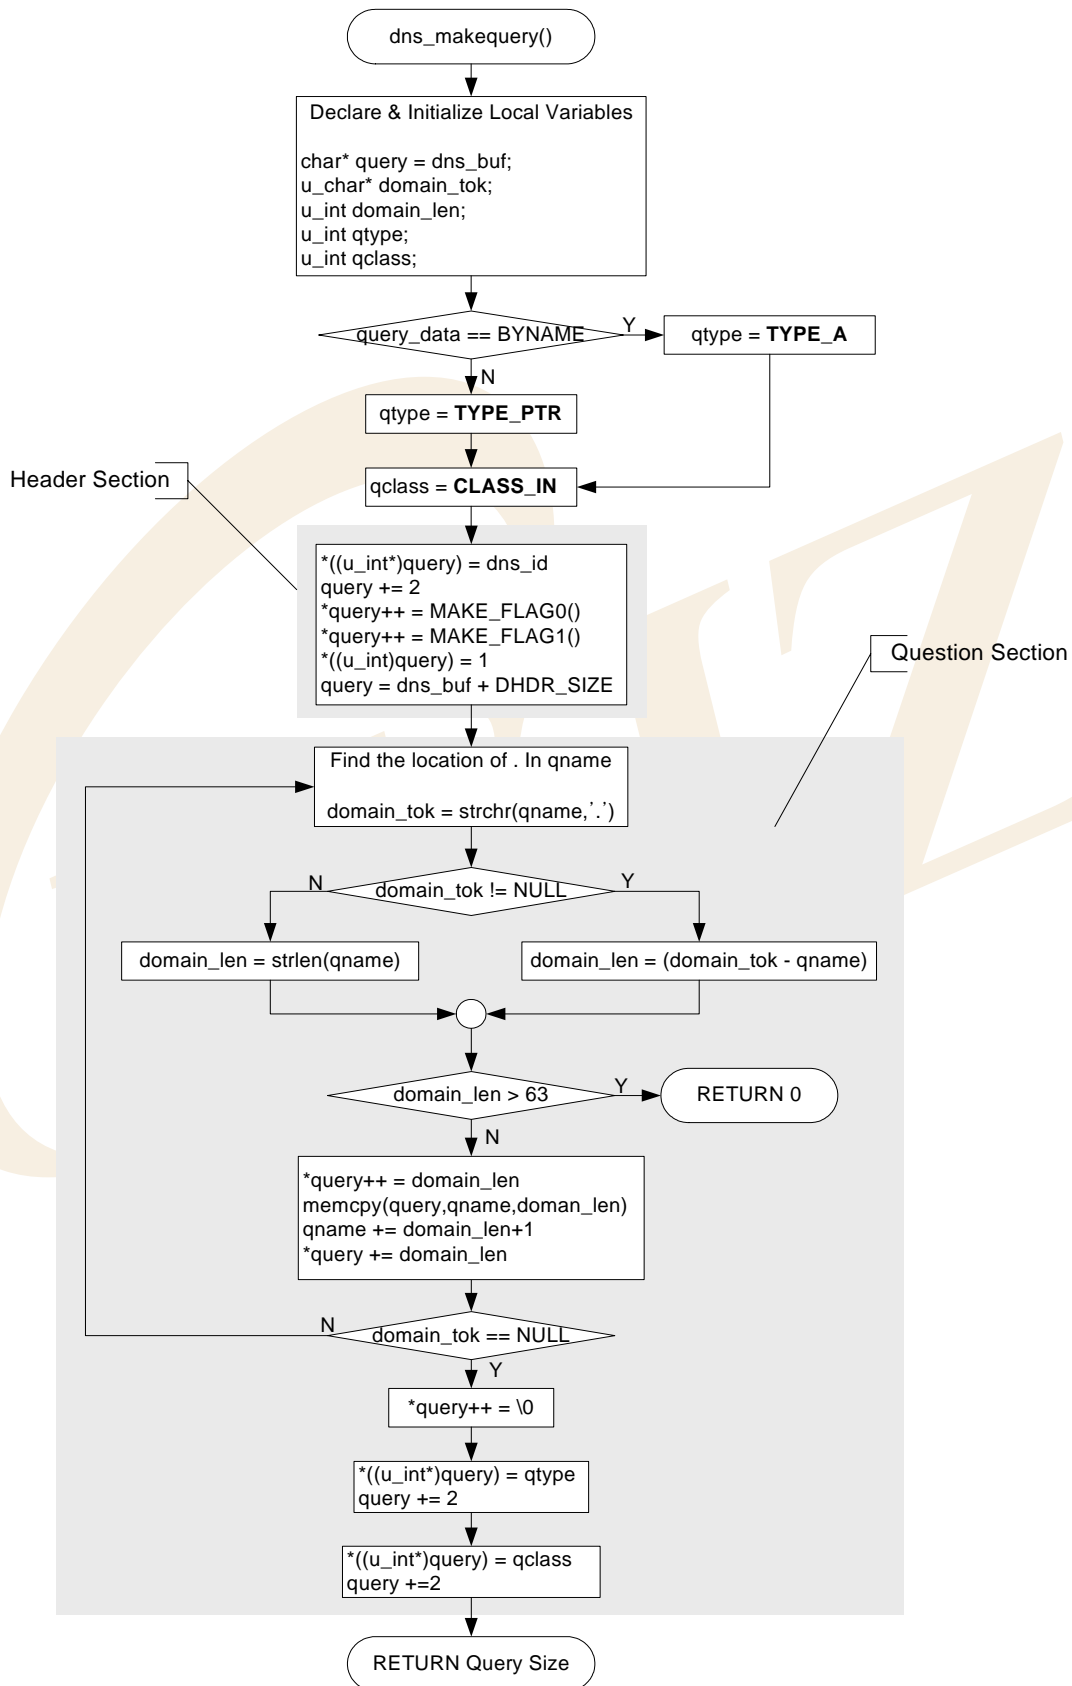 dns_makequery()
Declare & Initialize Local Variables
char* query = dns_buf;
u_char* domain_tok;
u_int domain_len;
u_int qtype;
u_int qclass;
query_data == BYNAME
Y
qtype = TYPE_A
N
qtype = TYPE_PTR
Header Section
qclass = CLASS_IN
*((u_int*)query) = dns_id
query += 2
*query++ = MAKE_FLAG0()
*query++ = MAKE_FLAG1()
*((u_int)query) = 1
query = dns_buf + DHDR_SIZE
Question Section
Find the location of . In qname
domain_tok = strchr(qname,'.')
N
domain_tok != NULL
Y
domain_len = strlen(qname)
domain_len = (domain_tok - qname)
domain_len > 63
Y
RETURN 0
N
*query++ = domain_len
memcpy(query,qname,doman_len)
qname += domain_len+1
*query += domain_len
N
domain_tok == NULL
Y
*query++ = \0
*((u_int*)query) = qtype
query += 2
*((u_int*)query) = qclass
query +=2
RETURN Query Size